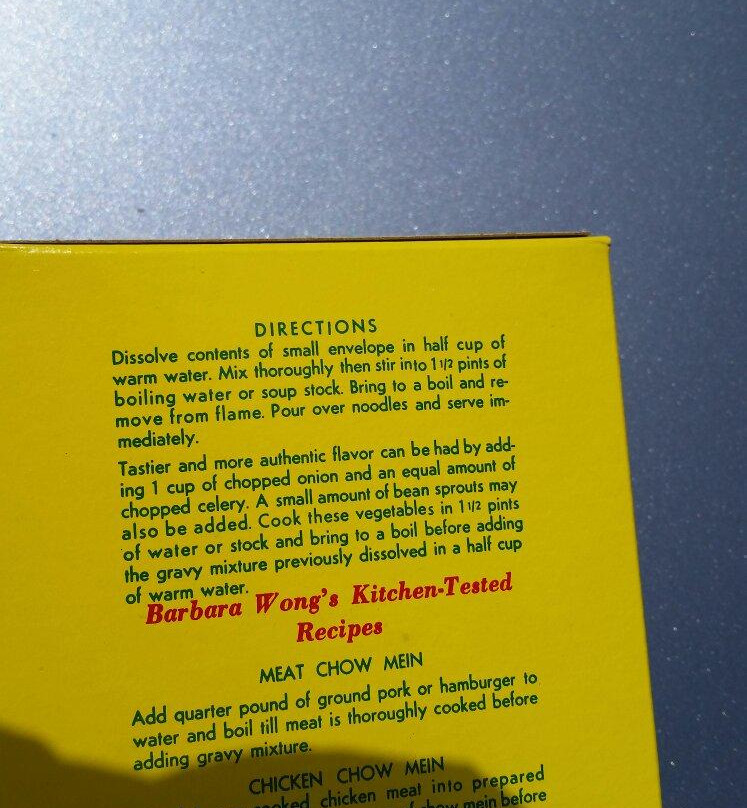 DIRECTIONS
Dissolve contents of small envelope in half cup of
warm water. Mix thoroughly then stir into 1 1/2 pints of
boiling water or soup stock. Bring to a boil and re-
move from flame. Pour over noodles and serve im-
mediately.
Tastier and more authentic flavor can be had by add-
ing 1 cup of chopped onion and an equal amount of
chopped celery. A small amount of bean sprouts may
also be added. Cook these vegetables in 1 1/2 pints
of water or stock and bring to a boil before adding
the gravy mixture previously dissolved in a half cup
of warm water.
Barbara Wong's Kitchen-Tested
Recipes
MEAT CHOW MEIN
Add quarter pound of ground pork or hamburger to
water and boil till meat is thoroughly cooked before
adding gravy mixture.
CHICKEN CHOW MEIN
chicken meat into prepared
chow mein before